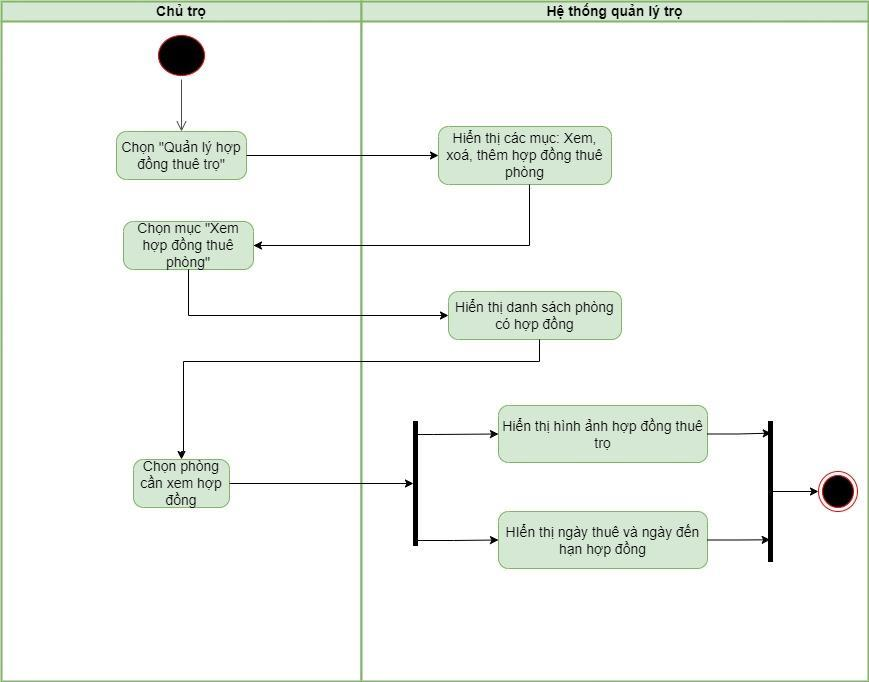 Chủ trọ
Hệ thống quản lý trọ
Chọn "Quản lý hợp
đồng thuê trọ"
Hiển thị các mục: Xem,
xoá, thêm hợp đồng thuê
phòng
Chọn mục "Xem
hợp đồng thuê
phòng"
Hiển thị danh sách phòng
có hợp đồng
Chọn phòng
cần xem hợp
đồng
Hiển thị hình ảnh hợp đồng thuê
trọ
HIển thị ngày thuê và ngày đến
hạn hợp đồng